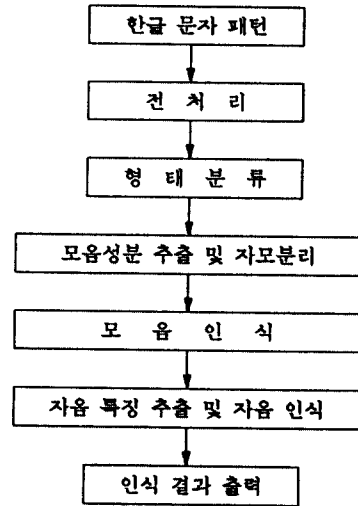 한글 문자 패턴
전 처 리
형 태 분 류
모음성분 추출 및 자모분리
모 음 인 식
자음 특징 추출 및 자음 인식
인식 결과 출력